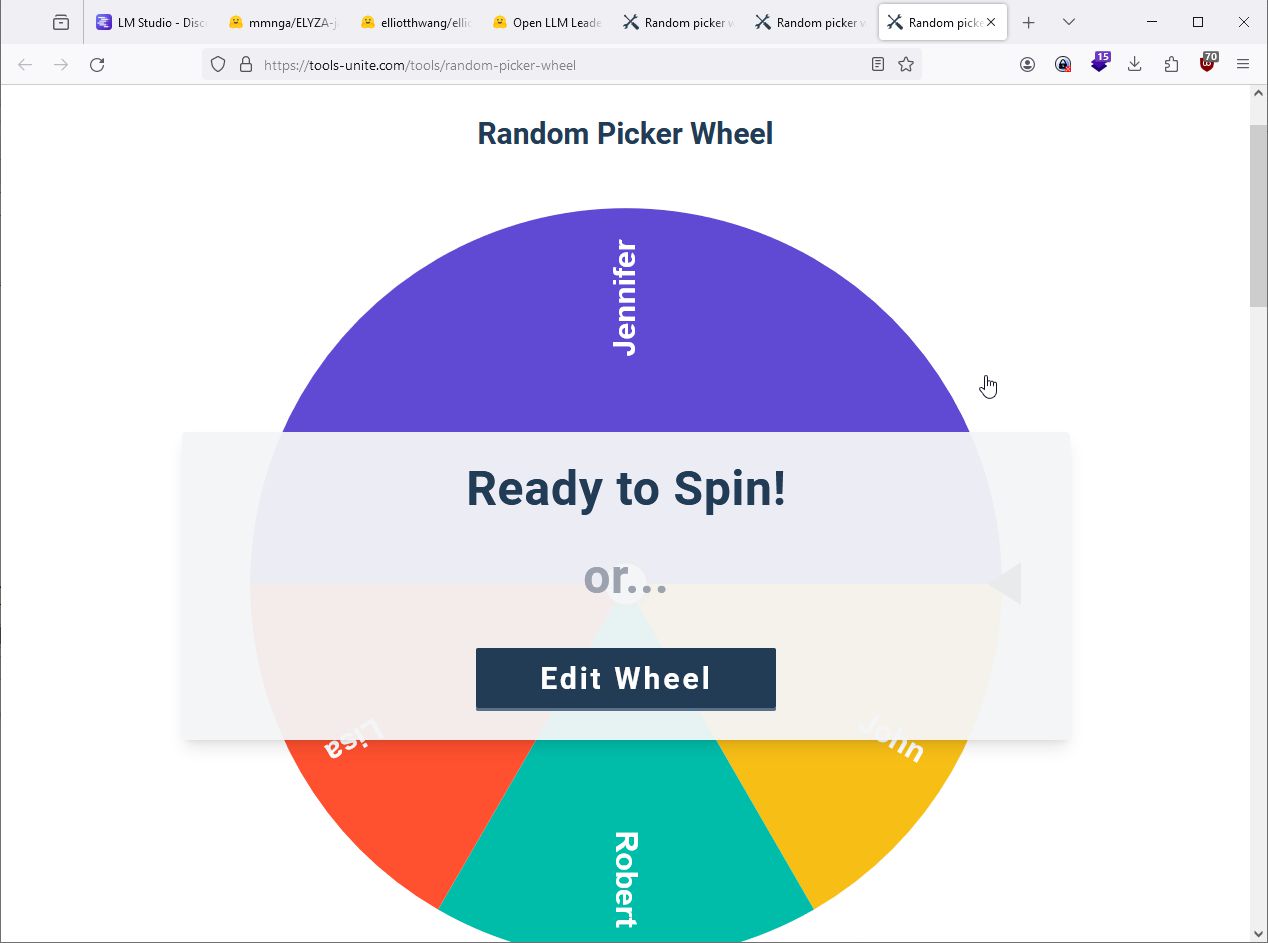 LM Studio - Disc
mmnga/ELYZA-j
elliotthwang/ellio
Open LLM Leade
Random picker w
Random picker w
Random picke
https://tools-unite.com/tools/random-picker-wheel
15
70
Random Picker Wheel
Jennifer
Ready to Spin!
or...
Edit Wheel
Lisa
John
Robert